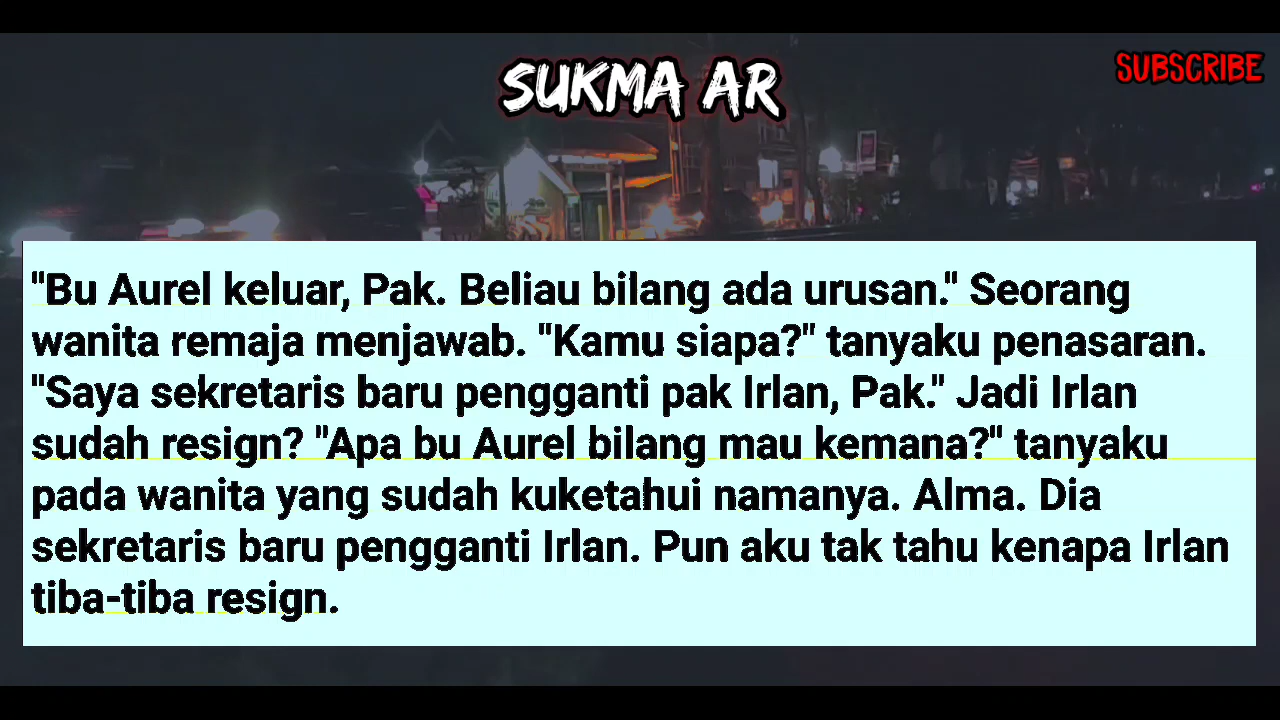 SUKMA AR
SUBSCRIBE
"Bu Aurel keluar, Pak. Beliau bilang ada urusan." Seorang
wanita remaja menjawab. "Kamu siapa?" tanyaku penasaran.
"Saya sekretaris baru pengganti pak Irlan, Pak." Jadi Irlan
sudah resign? "Apa bu Aurel bilang mau kemana?" tanyaku
pada wanita yang sudah kuketahui namanya. Alma. Dia
sekretaris baru pengganti Irlan. Pun aku tak tahu kenapa Irlan
tiba-tiba resign.